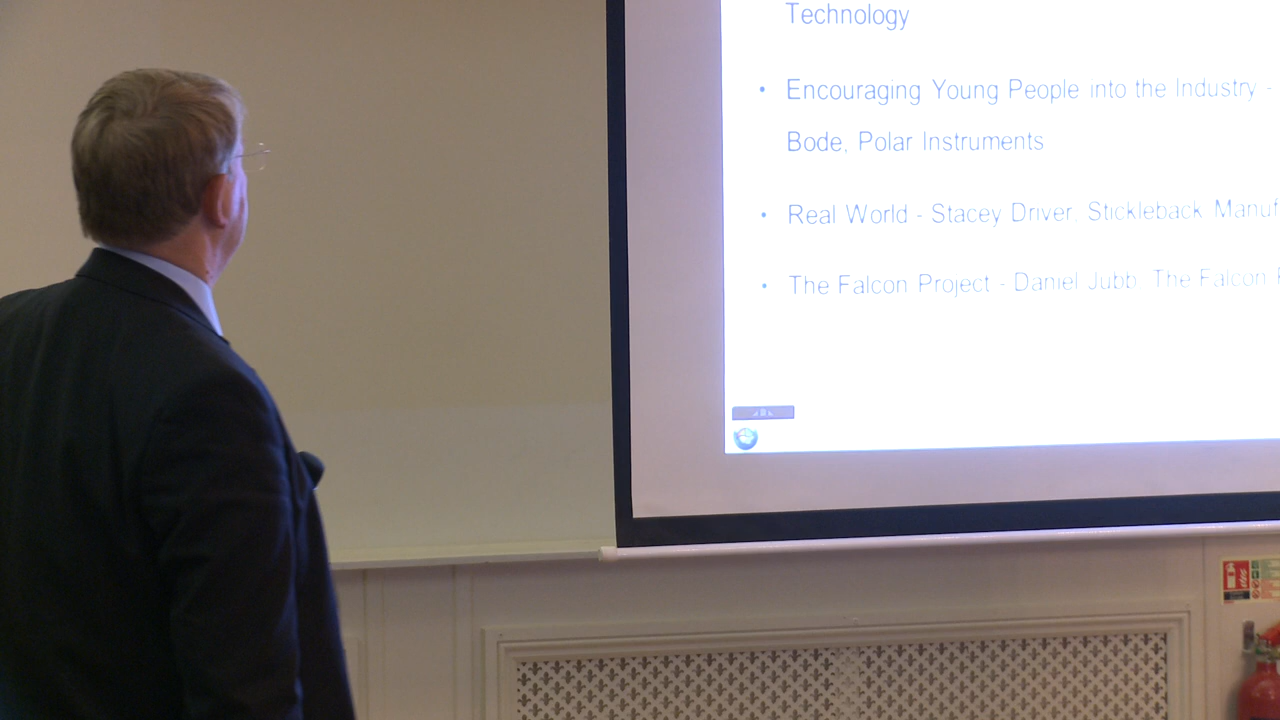 Technology
• Encouraging Young People into the Industry -
Bode, Polar Instruments
• Real World - Stacey Driver, Stickleback Manuf
• The Falcon Project - Daniel Jubb, The Falcon